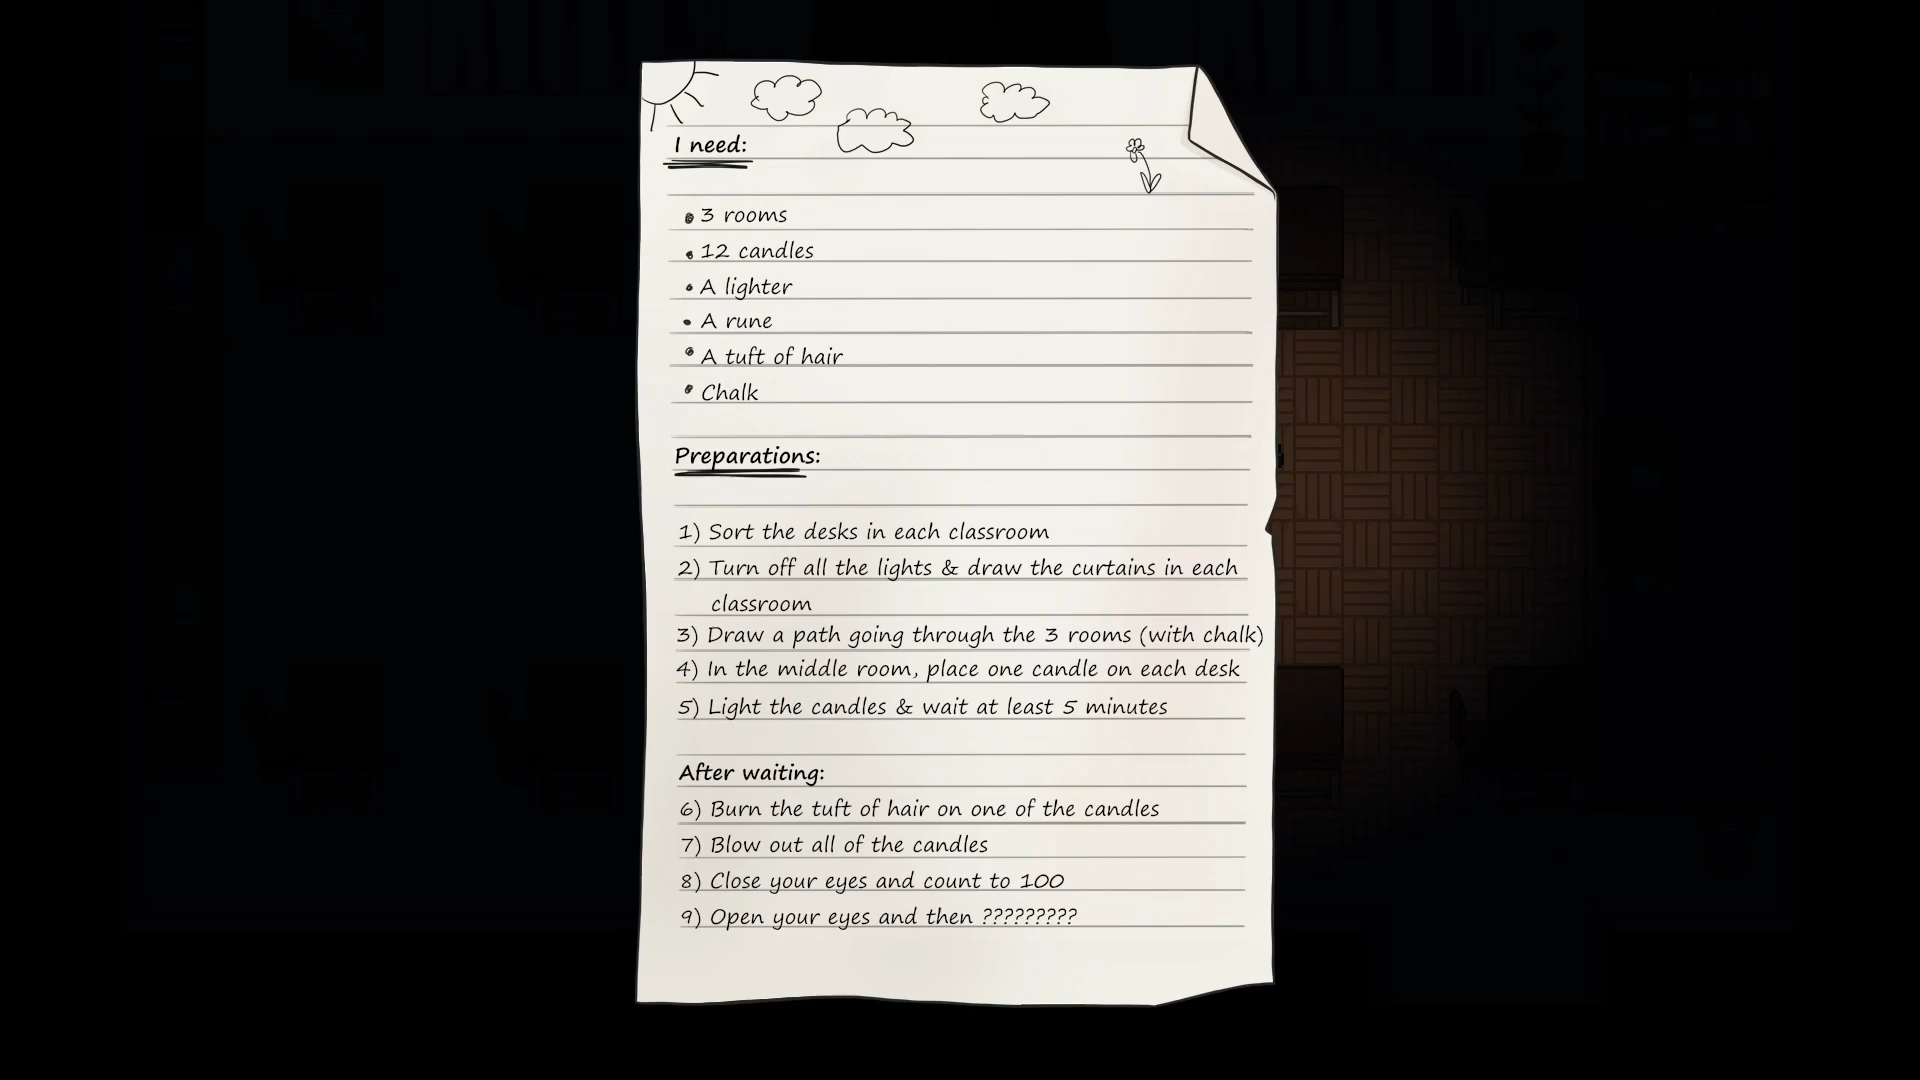 I need:
• 3 rooms
• 12 candles
• A lighter
• A rune
• A tuft of hair
• Chalk
Preparations:
1) Sort the desks in each classroom
2) Turn off all the lights & draw the curtains in each
classroom
3) Draw a path going through the 3 rooms (with chalk)
4) In the middle room, place one candle on each desk
5) Light the candles & wait at least 5 minutes
After waiting:
6) Burn the tuft of hair on one of the candles
7) Blow out all of the candles
8) Close your eyes and count to 100
9) Open your eyes and then ?????????